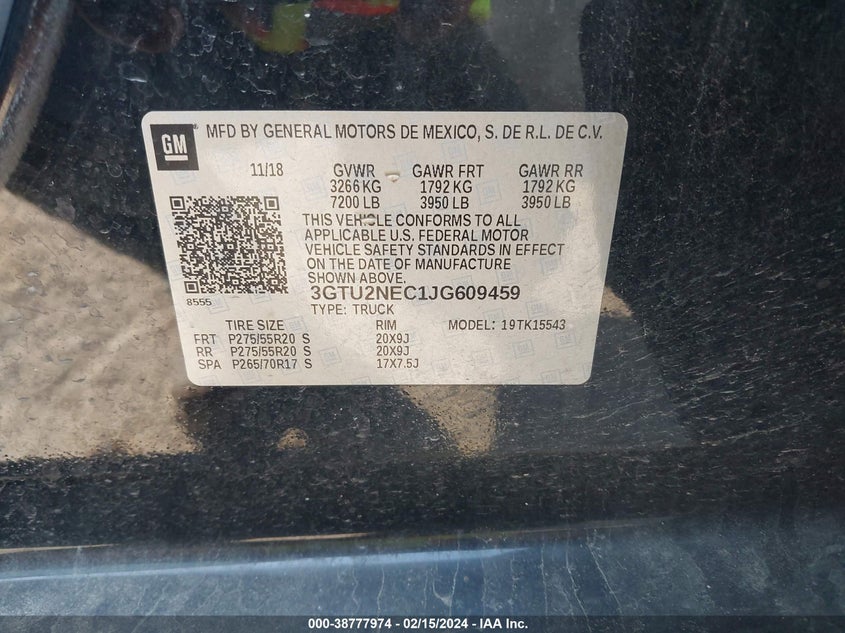 GM
MFD BY GENERAL MOTORS DE MEXICO, S. DE R.L. DE C.V.
11/18 GVWR GAWR FRT GAWR RR
3266 KG 1792 KG 1792 KG
7200 LB 3950 LB 3950 LB
THIS VEHICLE CONFORMS TO ALL
APPLICABLE U.S. FEDERAL MOTOR
VEHICLE SAFETY STANDARDS IN EFFECT
ON THE DATE OF MANUFACTURE
SHOWN ABOVE.
8555
3GTU2NEC1JG609459
TYPE: TRUCK
TIRE SIZE RIM MODEL: 19TK15543
FRT P275/55R20 S 20X9J
RR P275/55R20 S 20X9J
SPA P265/70R17 S 17X7.5J
000-38777974 - 02/15/2024 - IAA Inc.